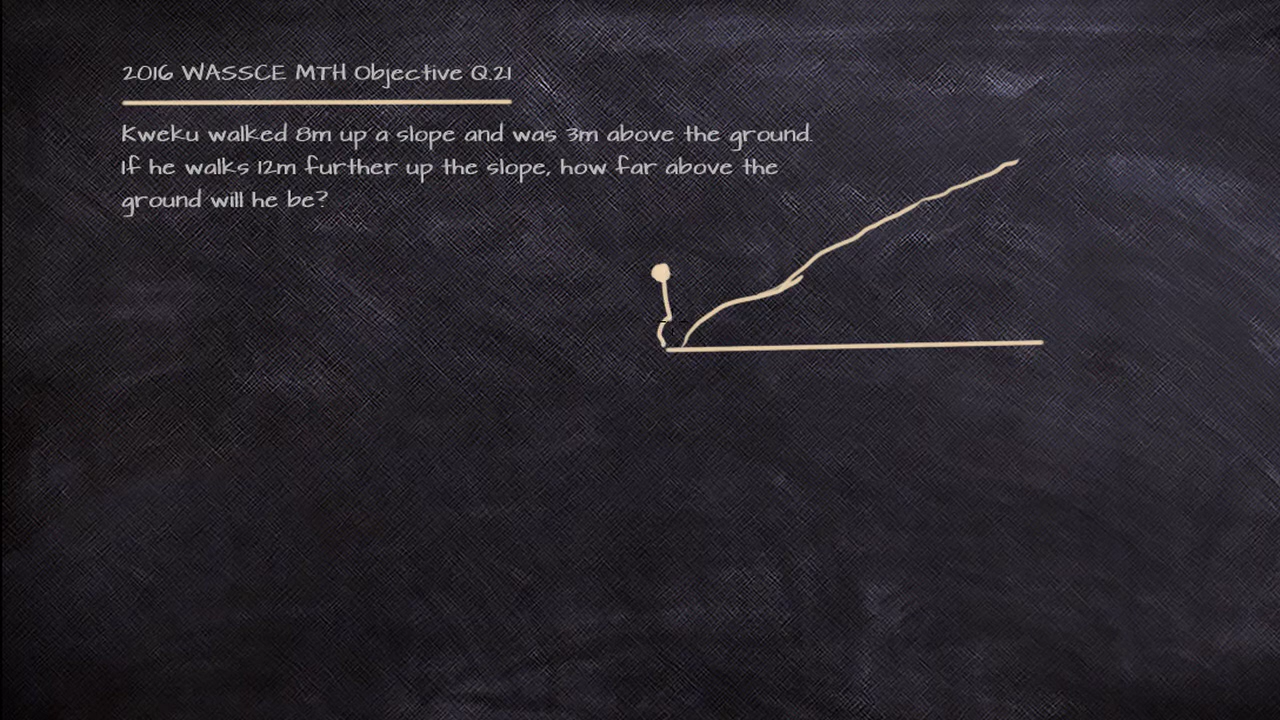 2016 WASSCE MTH Objective Q.21
Kweku walked 8m up a slope and was 3m above the ground.
If he walks 12m further up the slope, how far above the
ground will he be?